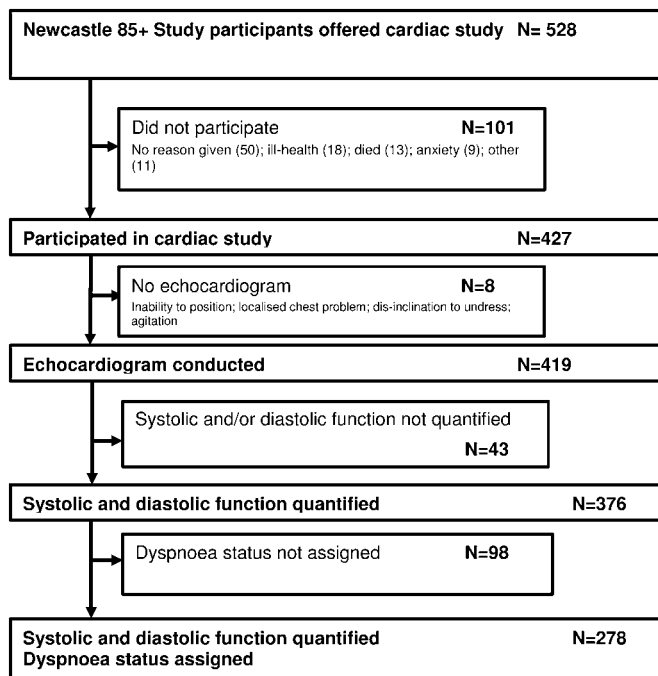 Newcastle 85+ Study participants offered cardiac study N= 528
Did not participate N=101
No reason given (50); ill-health (18); died (13); anxiety (9); other
(11)
Participated in cardiac study N=427
No echocardiogram N=8
Inability to position; localised chest problem; dis-inclination to undress;
agitation
Echocardiogram conducted N=419
Systolic and/or diastolic function not quantified
N=43
Systolic and diastolic function quantified N=376
Dyspnoea status not assigned N=98
Systolic and diastolic function quantified N=278
Dyspnoea status assigned